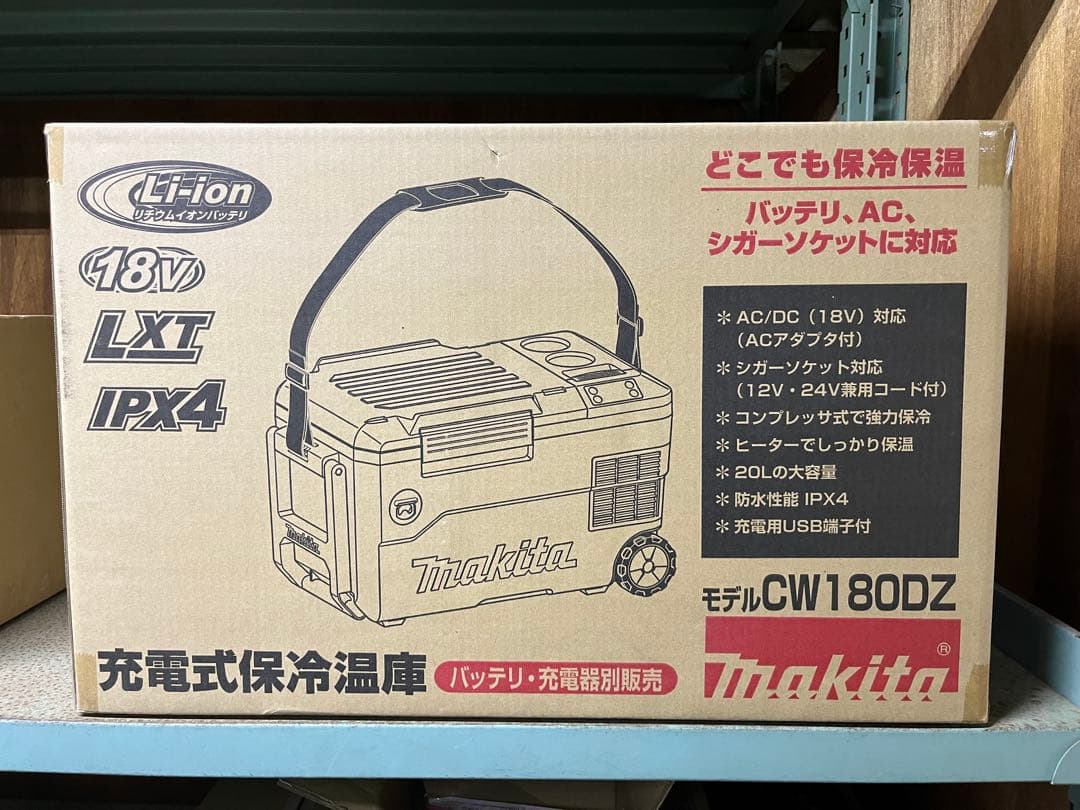 Li-ion
リチウムイオンバッテリ
18V
LXT
IPX4
どこでも保冷保温
バッテリ、AC、
シガーソケットに対応
＊AC/DC（18V）対応
（ACアダプタ付）
＊シガーソケット対応
（12V・24V兼用コード付）
＊コンプレッサ式で強力保冷
＊ヒーターでしっかり保温
＊20Lの大容量
＊防水性能 IPX4
＊充電用USB端子付
makita
makita
モデルCW180DZ
makita®
充電式保冷温庫
バッテリ・充電器別販売